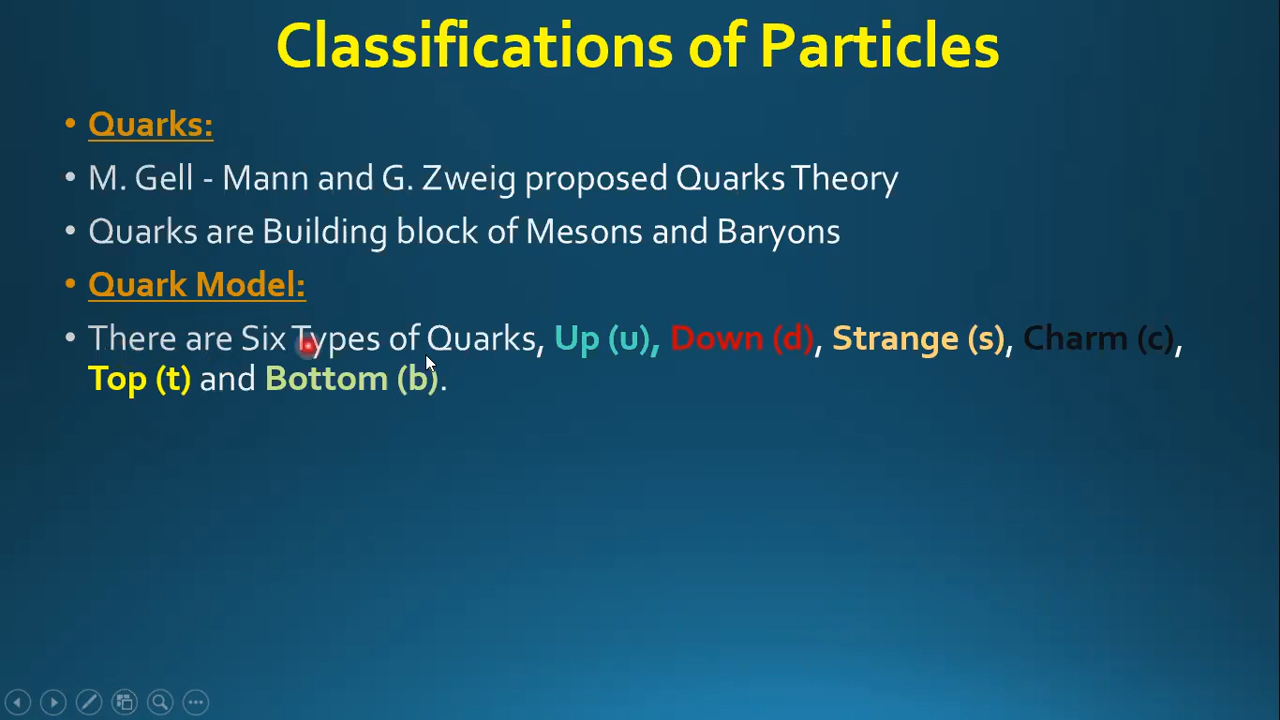 Classifications of Particles
• Quarks:
• M. Gell - Mann and G. Zweig proposed Quarks Theory
• Quarks are Building block of Mesons and Baryons
• Quark Model:
• There are Six Types of Quarks, Up (u), Down (d), Strange (s), Charm (c),
Top (t) and Bottom (b).